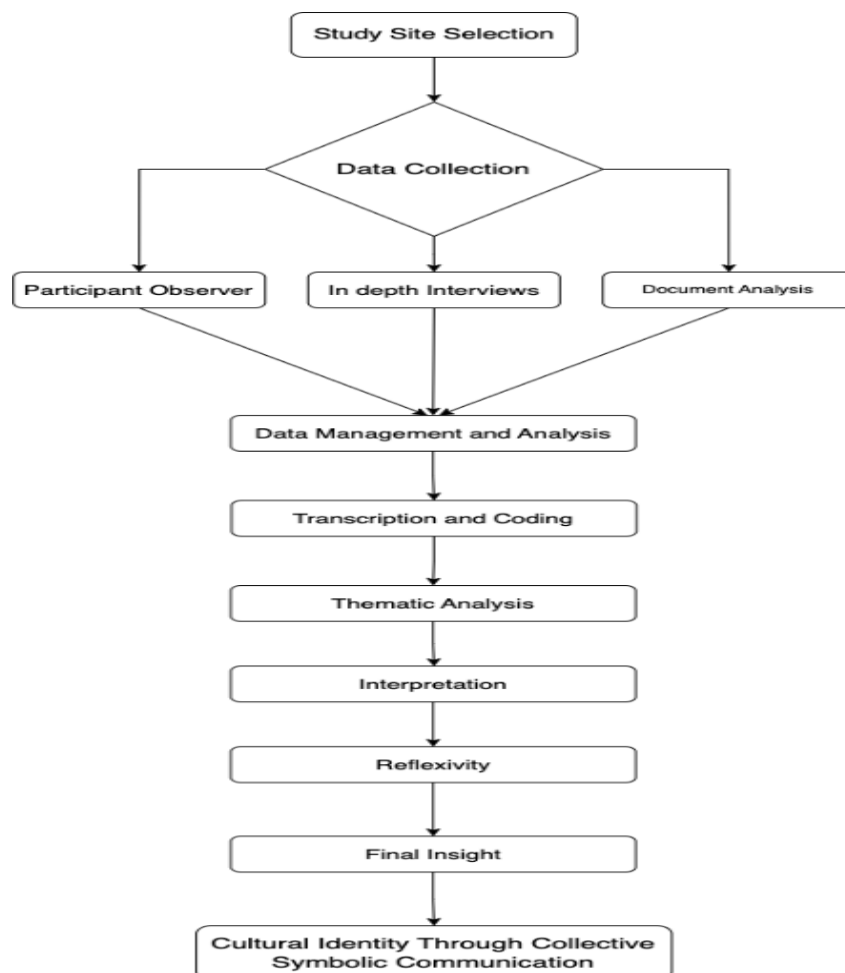 Study Site Selection
Data Collection
Participant Observer
In depth Interviews
Document Analysis
Data Management and Analysis
Transcription and Coding
Thematic Analysis
Interpretation
Reflexivity
Final Insight
Cultural Identity Through Collective
Symbolic Communication